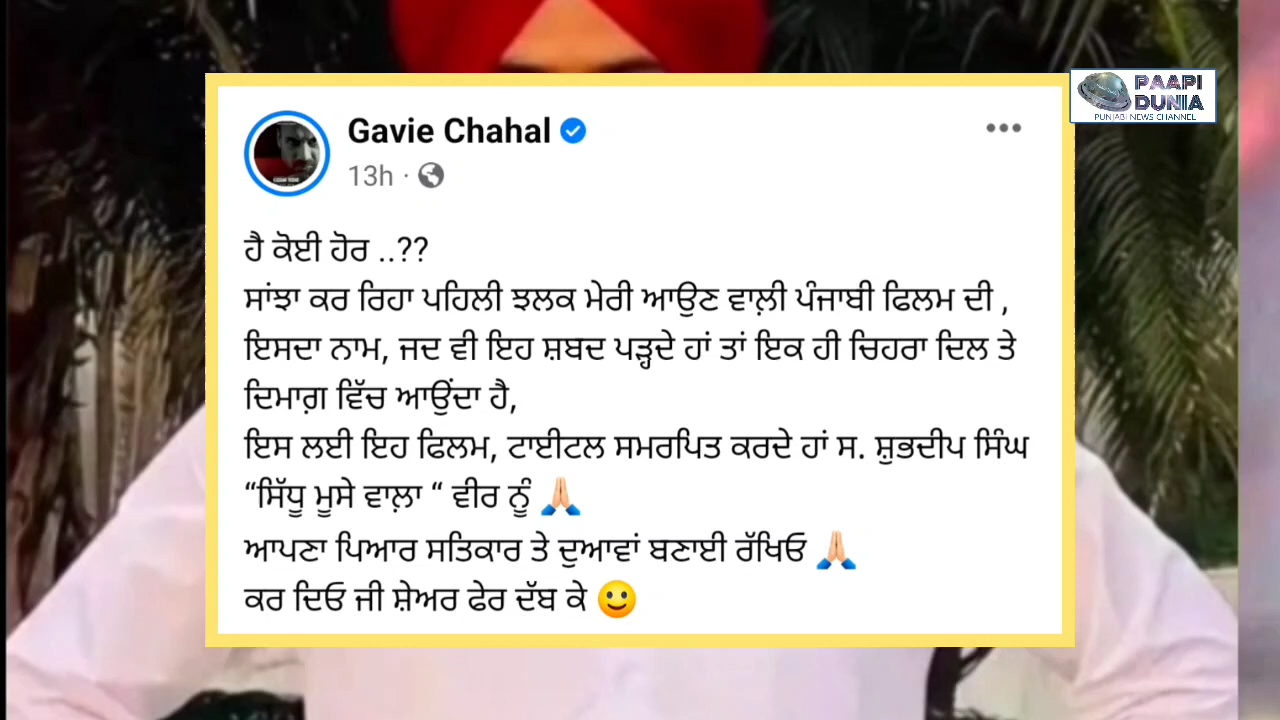 PAAPI
DUNIA
PUNJABI NEWS CHANNEL
Gavie Chahal
13h ·
ਹੈ ਕੋਈ ਹੋਰ ..??
ਸਾਂਝਾ ਕਰ ਰਿਹਾ ਪਹਿਲੀ ਝਲਕ ਮੇਰੀ ਆਉਣ ਵਾਲ਼ੀ ਪੰਜਾਬੀ ਫਿਲਮ ਦੀ ,
ਇਸਦਾ ਨਾਮ, ਜਦ ਵੀ ਇਹ ਸ਼ਬਦ ਪੜ੍ਹਦੇ ਹਾਂ ਤਾਂ ਇਕ ਹੀ ਚਿਹਰਾ ਦਿਲ ਤੇ
ਦਿਮਾਗ਼ ਵਿੱਚ ਆਉਂਦਾ ਹੈ,
ਇਸ ਲਈ ਇਹ ਫਿਲਮ, ਟਾਈਟਲ ਸਮਰਪਿਤ ਕਰਦੇ ਹਾਂ ਸ. ਸ਼ੁਭਦੀਪ ਸਿੰਘ
“ਸਿੱਧੂ ਮੂਸੇ ਵਾਲ਼ਾ “ ਵੀਰ ਨੂੰ 🙏🏻
ਆਪਣਾ ਪਿਆਰ ਸਤਿਕਾਰ ਤੇ ਦੁਆਵਾਂ ਬਣਾਈ ਰੱਖਿਓ 🙏🏻
ਕਰ ਦਿਓ ਜੀ ਸ਼ੇਅਰ ਫੇਰ ਦੱਬ ਕੇ 🙂